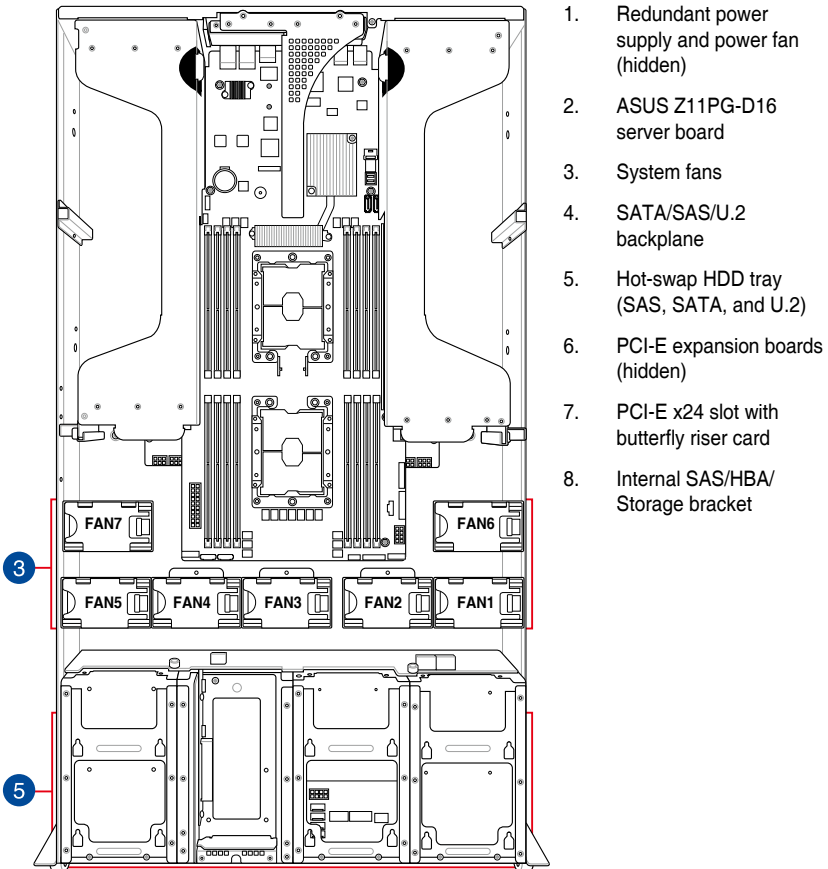 1. Redundant power
supply and power fan
(hidden)
2. ASUS Z11PG-D16
server board
3. System fans
4. SATA/SAS/U.2
backplane
5. Hot-swap HDD tray
(SAS, SATA, and U.2)
6. PCI-E expansion boards
(hidden)
7. PCI-E x24 slot with
butterfly riser card
8. Internal SAS/HBA/
Storage bracket
FAN7
FAN6
3
FAN5
FAN4
FAN3
FAN2
FAN1
5